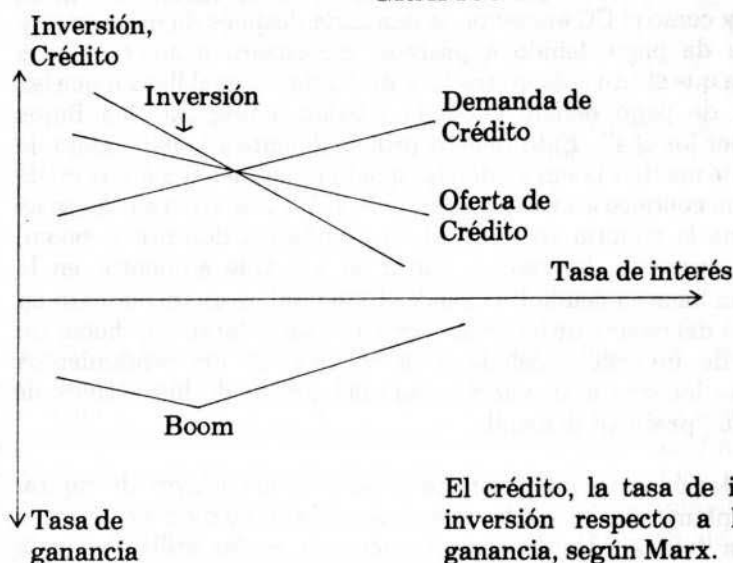 Inversión,
Crédito
Inversión
Demanda de
Crédito
Oferta de
Crédito
Tasa de interés
Boom
Tasa de
ganancia
El crédito, la tasa de
inversión respecto a
ganancia, según Marx.